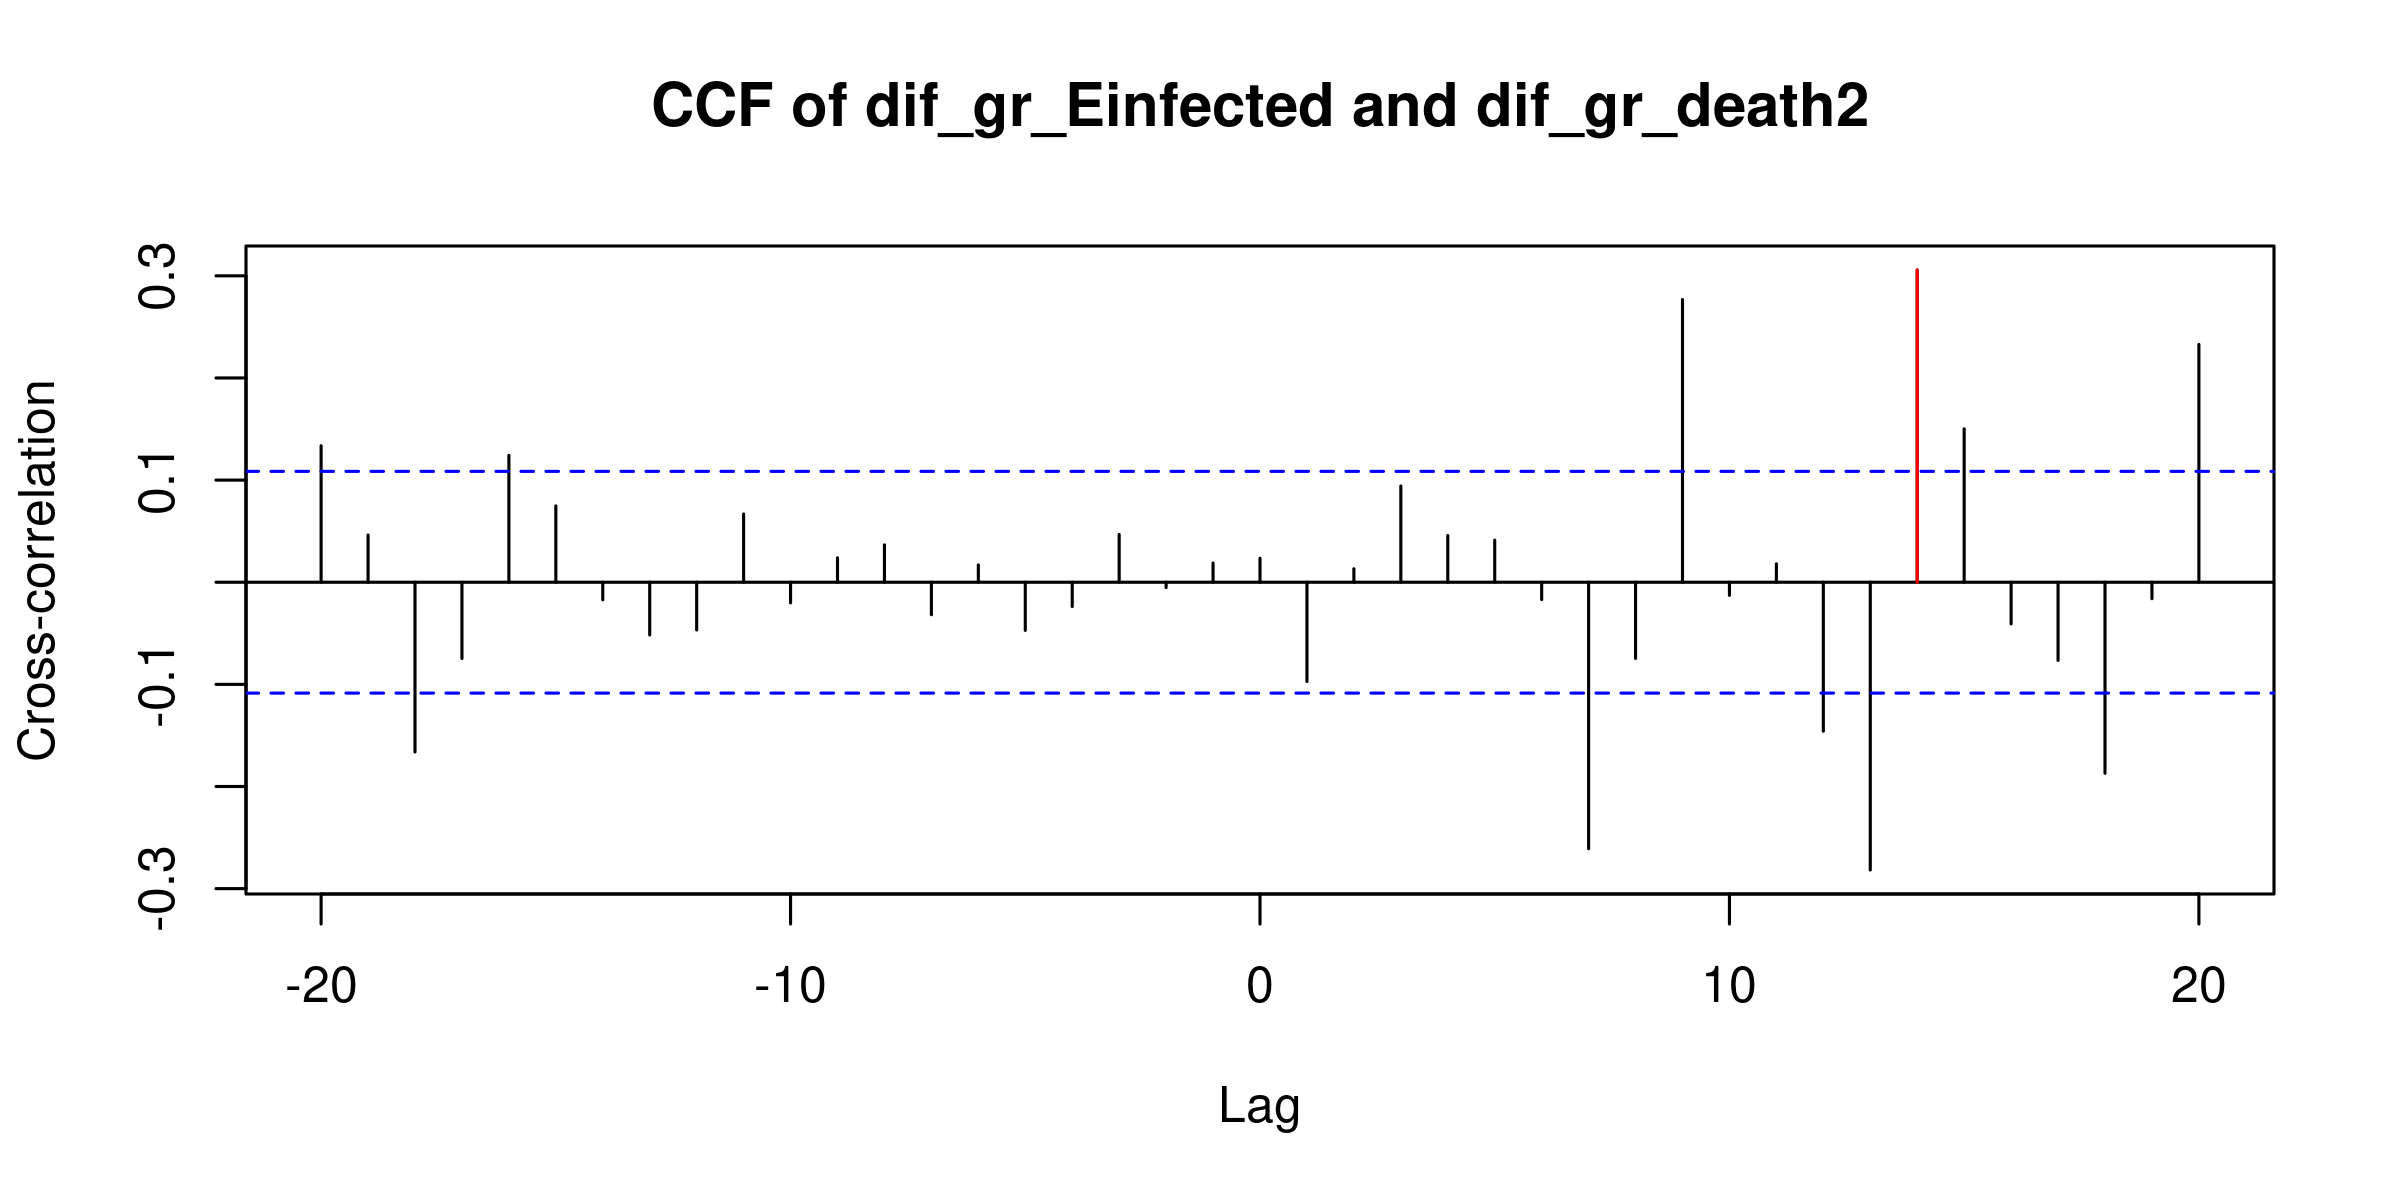 CCF of dif_gr_Einfected and dif_gr_death2
Cross-correlation
0.3
0.1
-0.1
-0.3
-20 -10 0 10 20
Lag